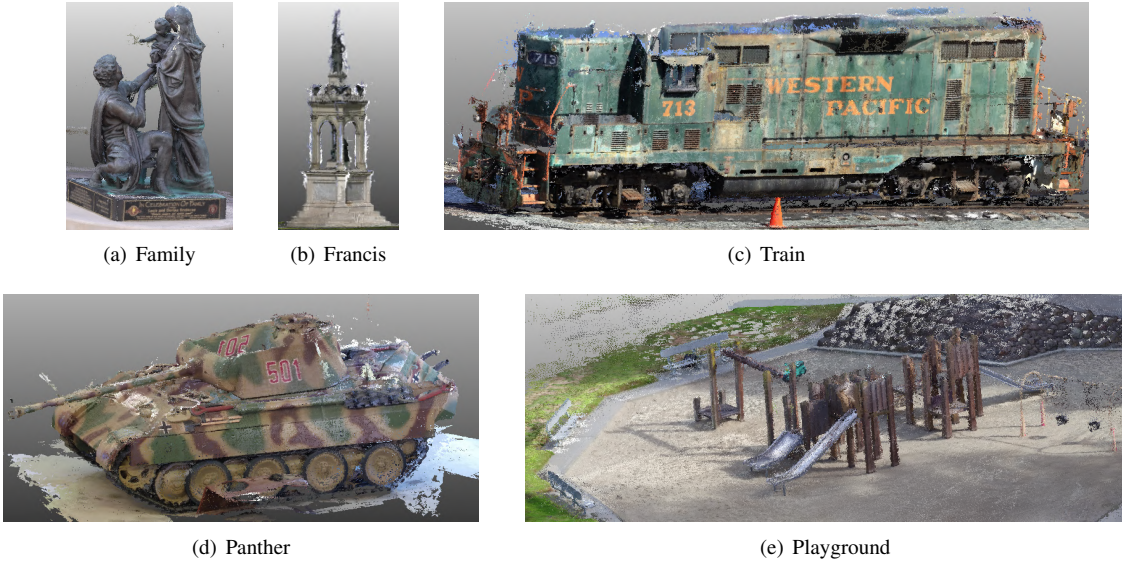 IN CELEBRATION OF FAMILY
(a) Family
(b) Francis
713
713
WESTERN
PACIFIC
(c) Train
102
501
(d) Panther
(e) Playground